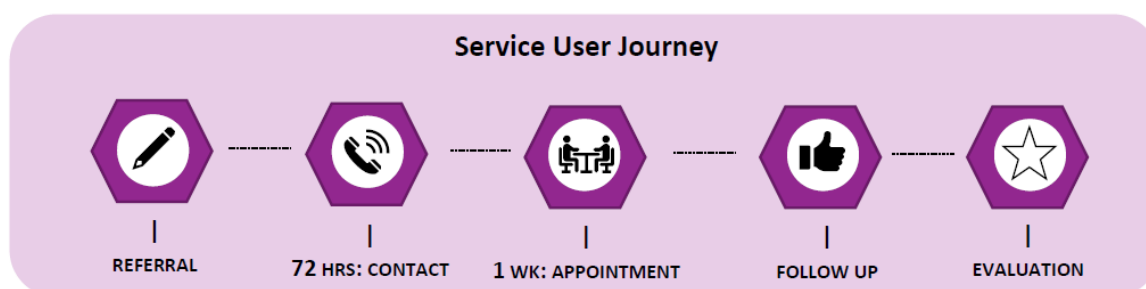 Service User Journey
REFERRAL
72 HRS: CONTACT
1 WK: APPOINTMENT
FOLLOW UP
EVALUATION